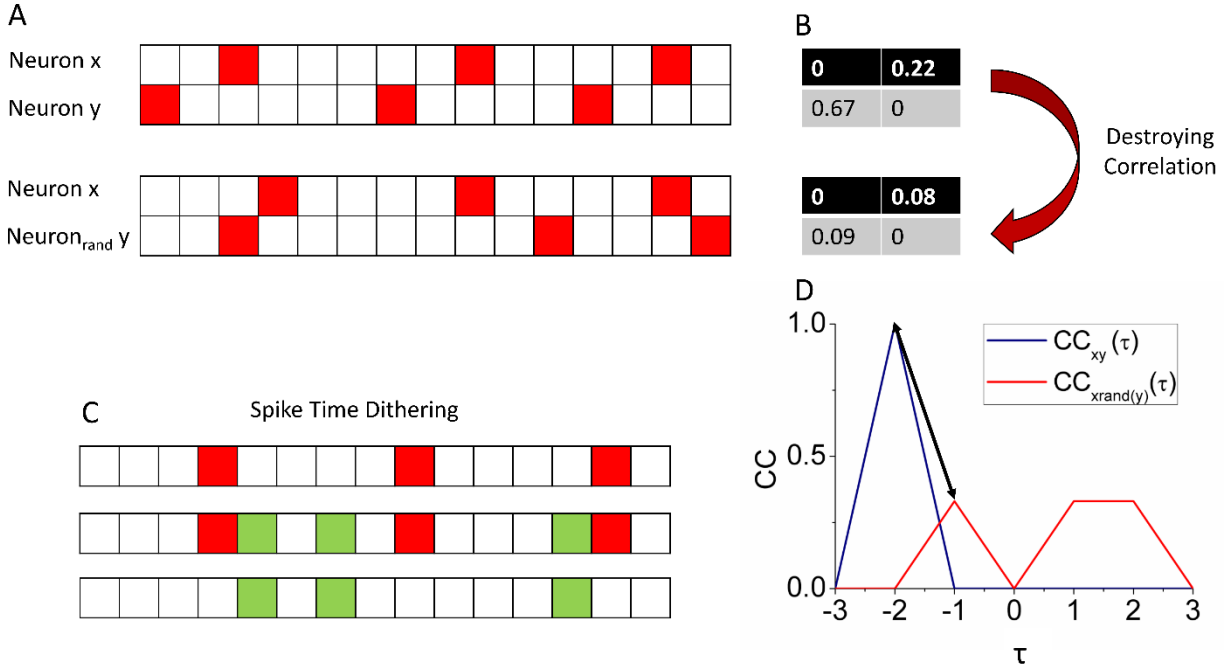 A
Neuron x
Neuron y
Neuron x
Neuronrand y
B
0 0.22
0.67 0
0 0.08
0.09 0
Destroying
Correlation
C
Spike Time Dithering
D
CCxy (τ)
CCxrand(y)(τ)
CC
1.0
0.5
0.0
-3 -2 -1 0 1 2 3
τ